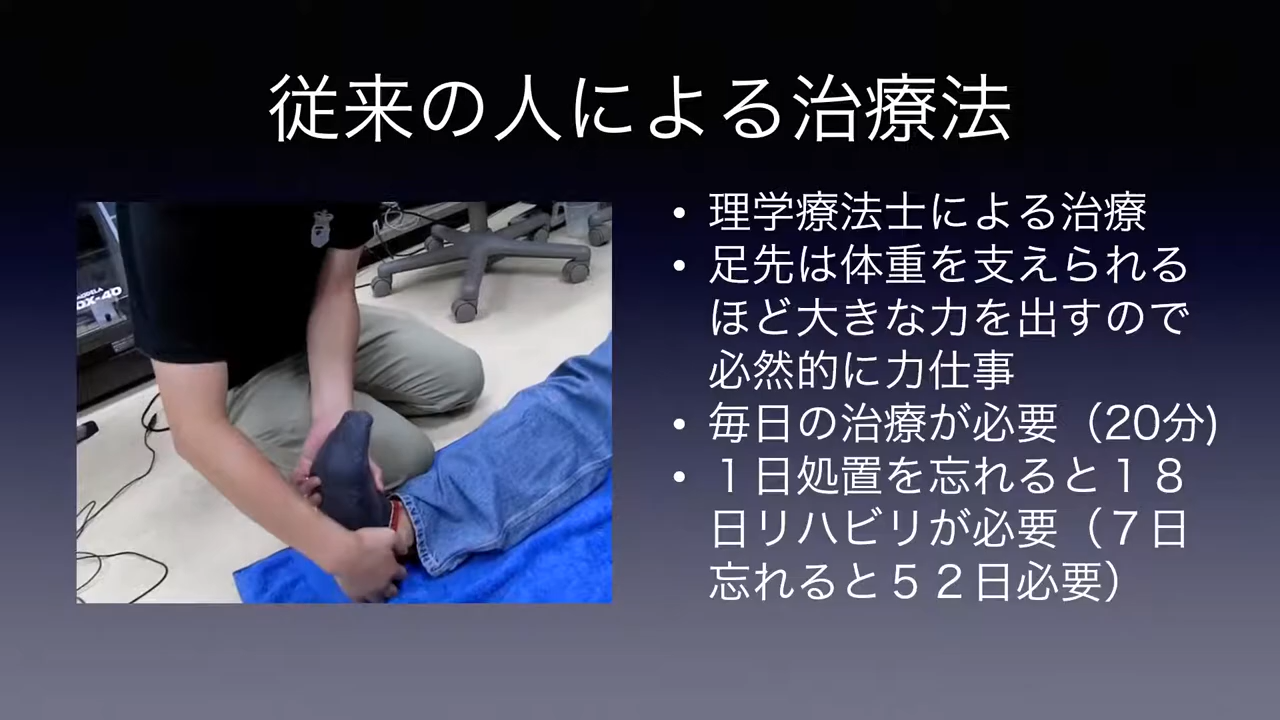 従来の人による治療法
• 理学療法士による治療
• 足先は体重を支えられる
ほど大きな力を出すので
必然的に力仕事
• 毎日の治療が必要（20分)
• １日処置を忘れると１８
日リハビリが必要（７日
忘れると５２日必要）
MODELA